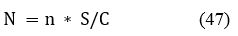 N = n * S/C (47)